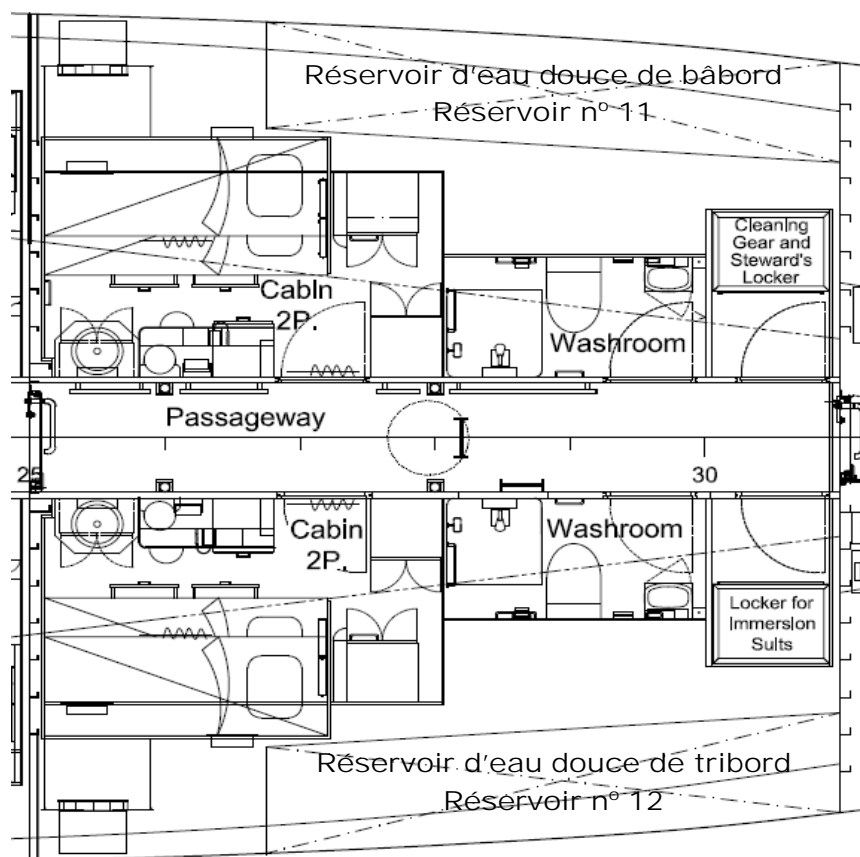 Réservoir d'eau douce de bâbord
Réservoir nº 11
Cleaning
Gear and
Steward's
Locker
Cabin
2P.
Washroom
Passageway
25
30
Cabin
2P.
Washroom
Locker for
Immersion
Suits
Réservoir d'eau douce de tribord
Réservoir nº 12